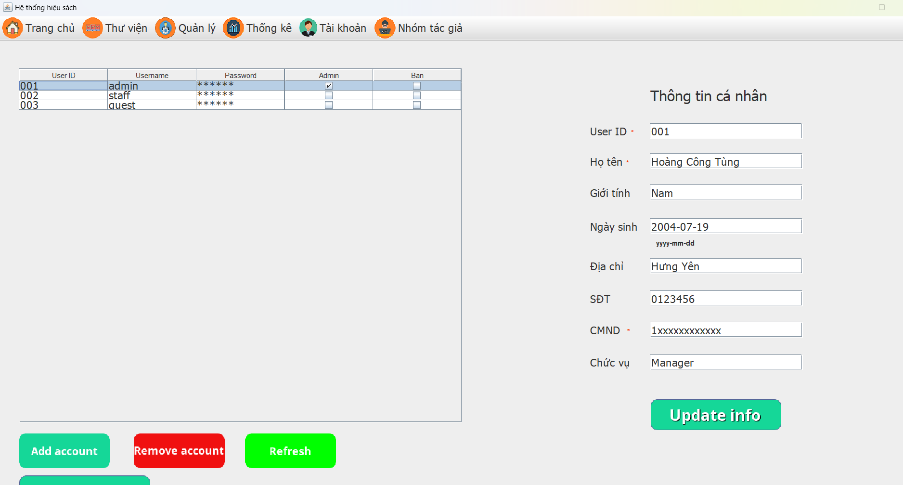 Hệ thống hiệu sách
Trang chủ Thư viện Quản lý Thống kê Tài khoản Nhóm tác giả
User ID Username Password Admin Ban
001 admin ******
002 staff ******
003 guest ******
Thông tin cá nhân
User ID * 001
Họ tên * Hoàng Công Tùng
Giới tính Nam
Ngày sinh 2004-07-19
yyyy-mm-dd
Địa chỉ Hưng Yên
SĐT 0123456
CMND * 1xxxxxxxxxxxx
Chức vụ Manager
Update info
Add account Remove account Refresh